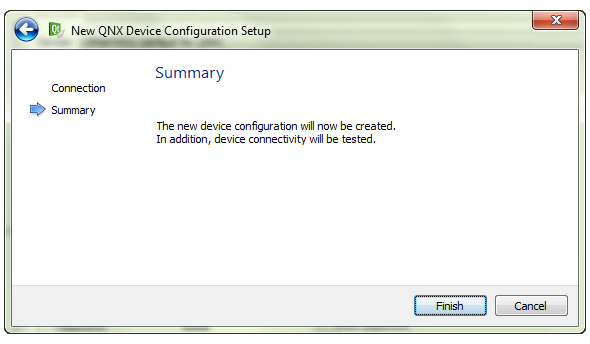 New QNX Device Configuration Setup
Connection
Summary
Summary
The new device configuration will now be created.
In addition, device connectivity will be tested.
Finish
Cancel